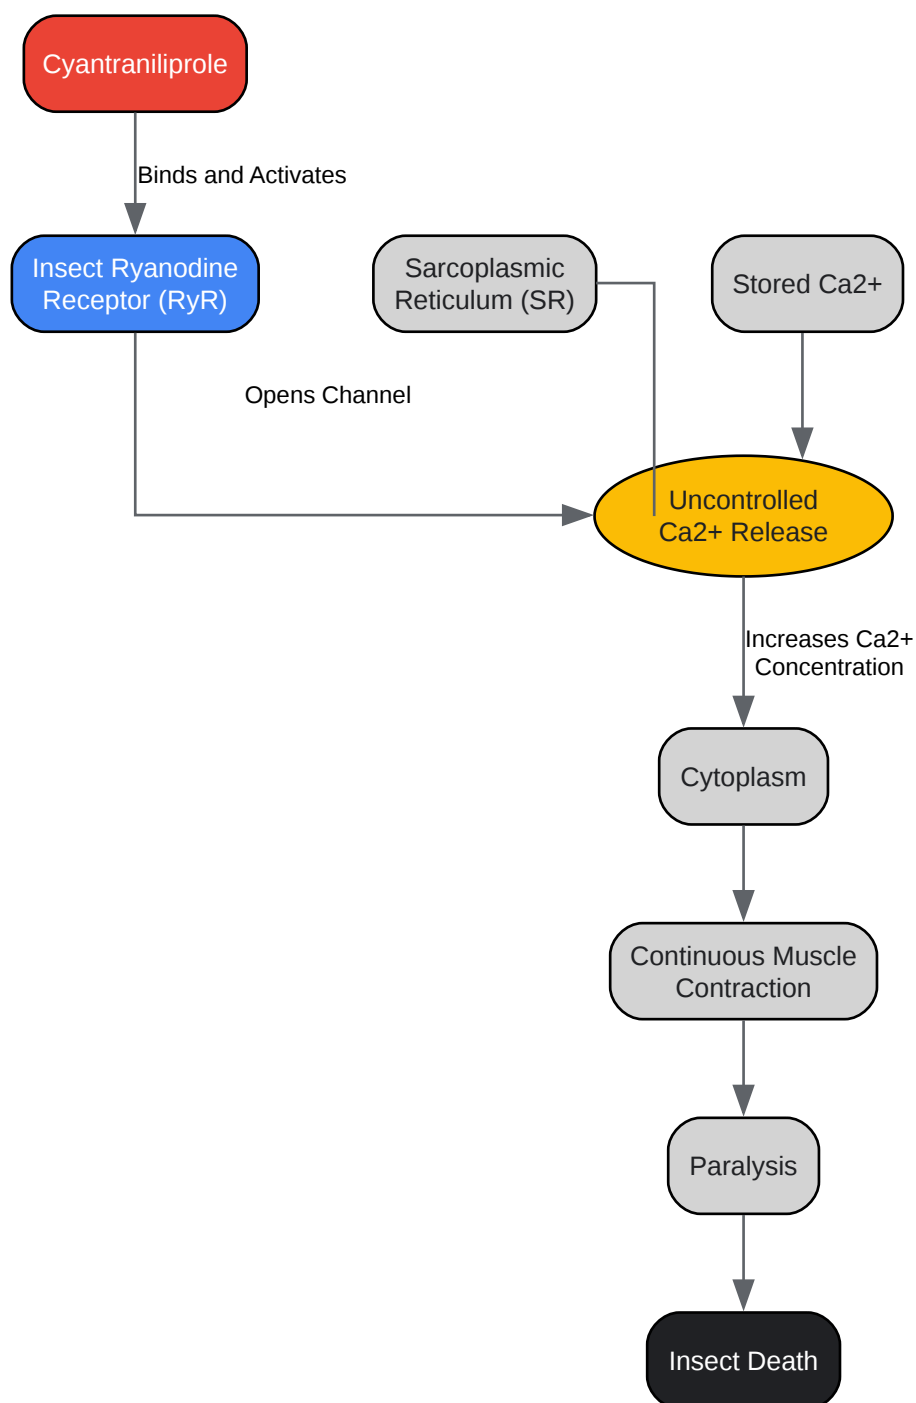 Cyantraniliprole
Binds and Activates
Insect Ryanodine
Receptor (RyR)
Sarcoplasmic
Reticulum (SR)
Stored Ca2+
Opens Channel
Uncontrolled
Ca2+ Release
Increases Ca2+
Concentration
Cytoplasm
Continuous Muscle
Contraction
Paralysis
Insect Death